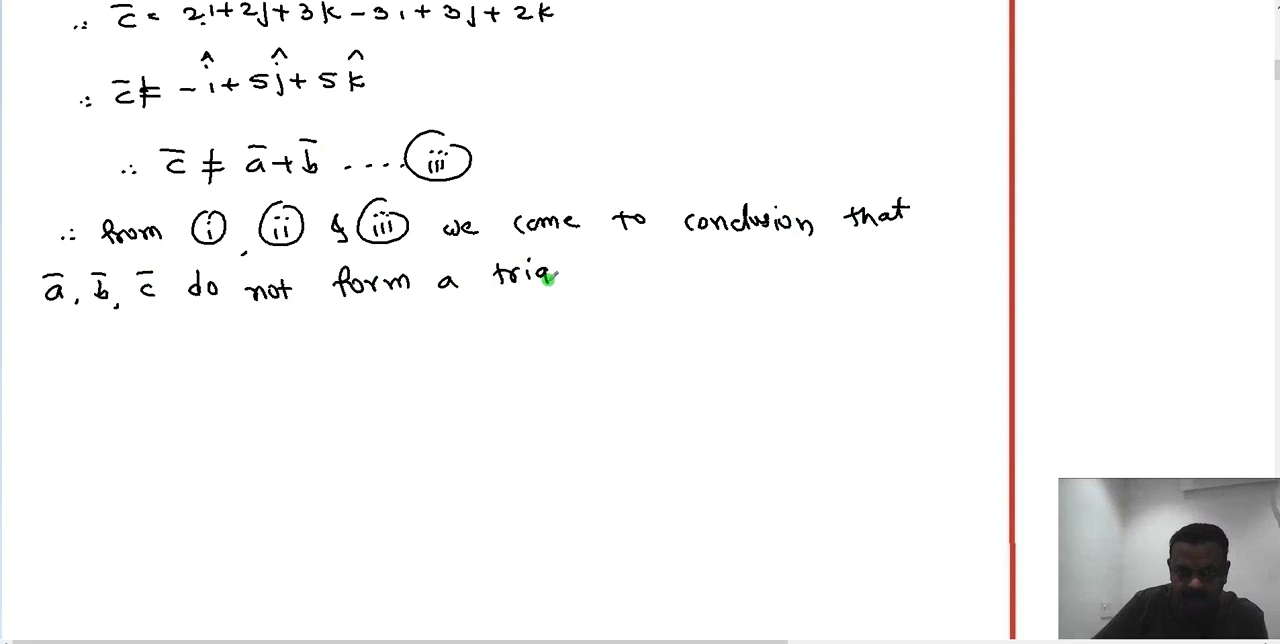 ∴ c̄ = 2i+2j+3k-3i+3j+2k
∴ c̄ ≠ -î+5ĵ+5k̂
∴ c̄ ≠ ā+b̄ ....(iii)
∴ from (i), (ii) & (iii) we come to conclusion that
ā, b̄, c̄ do not form a tria